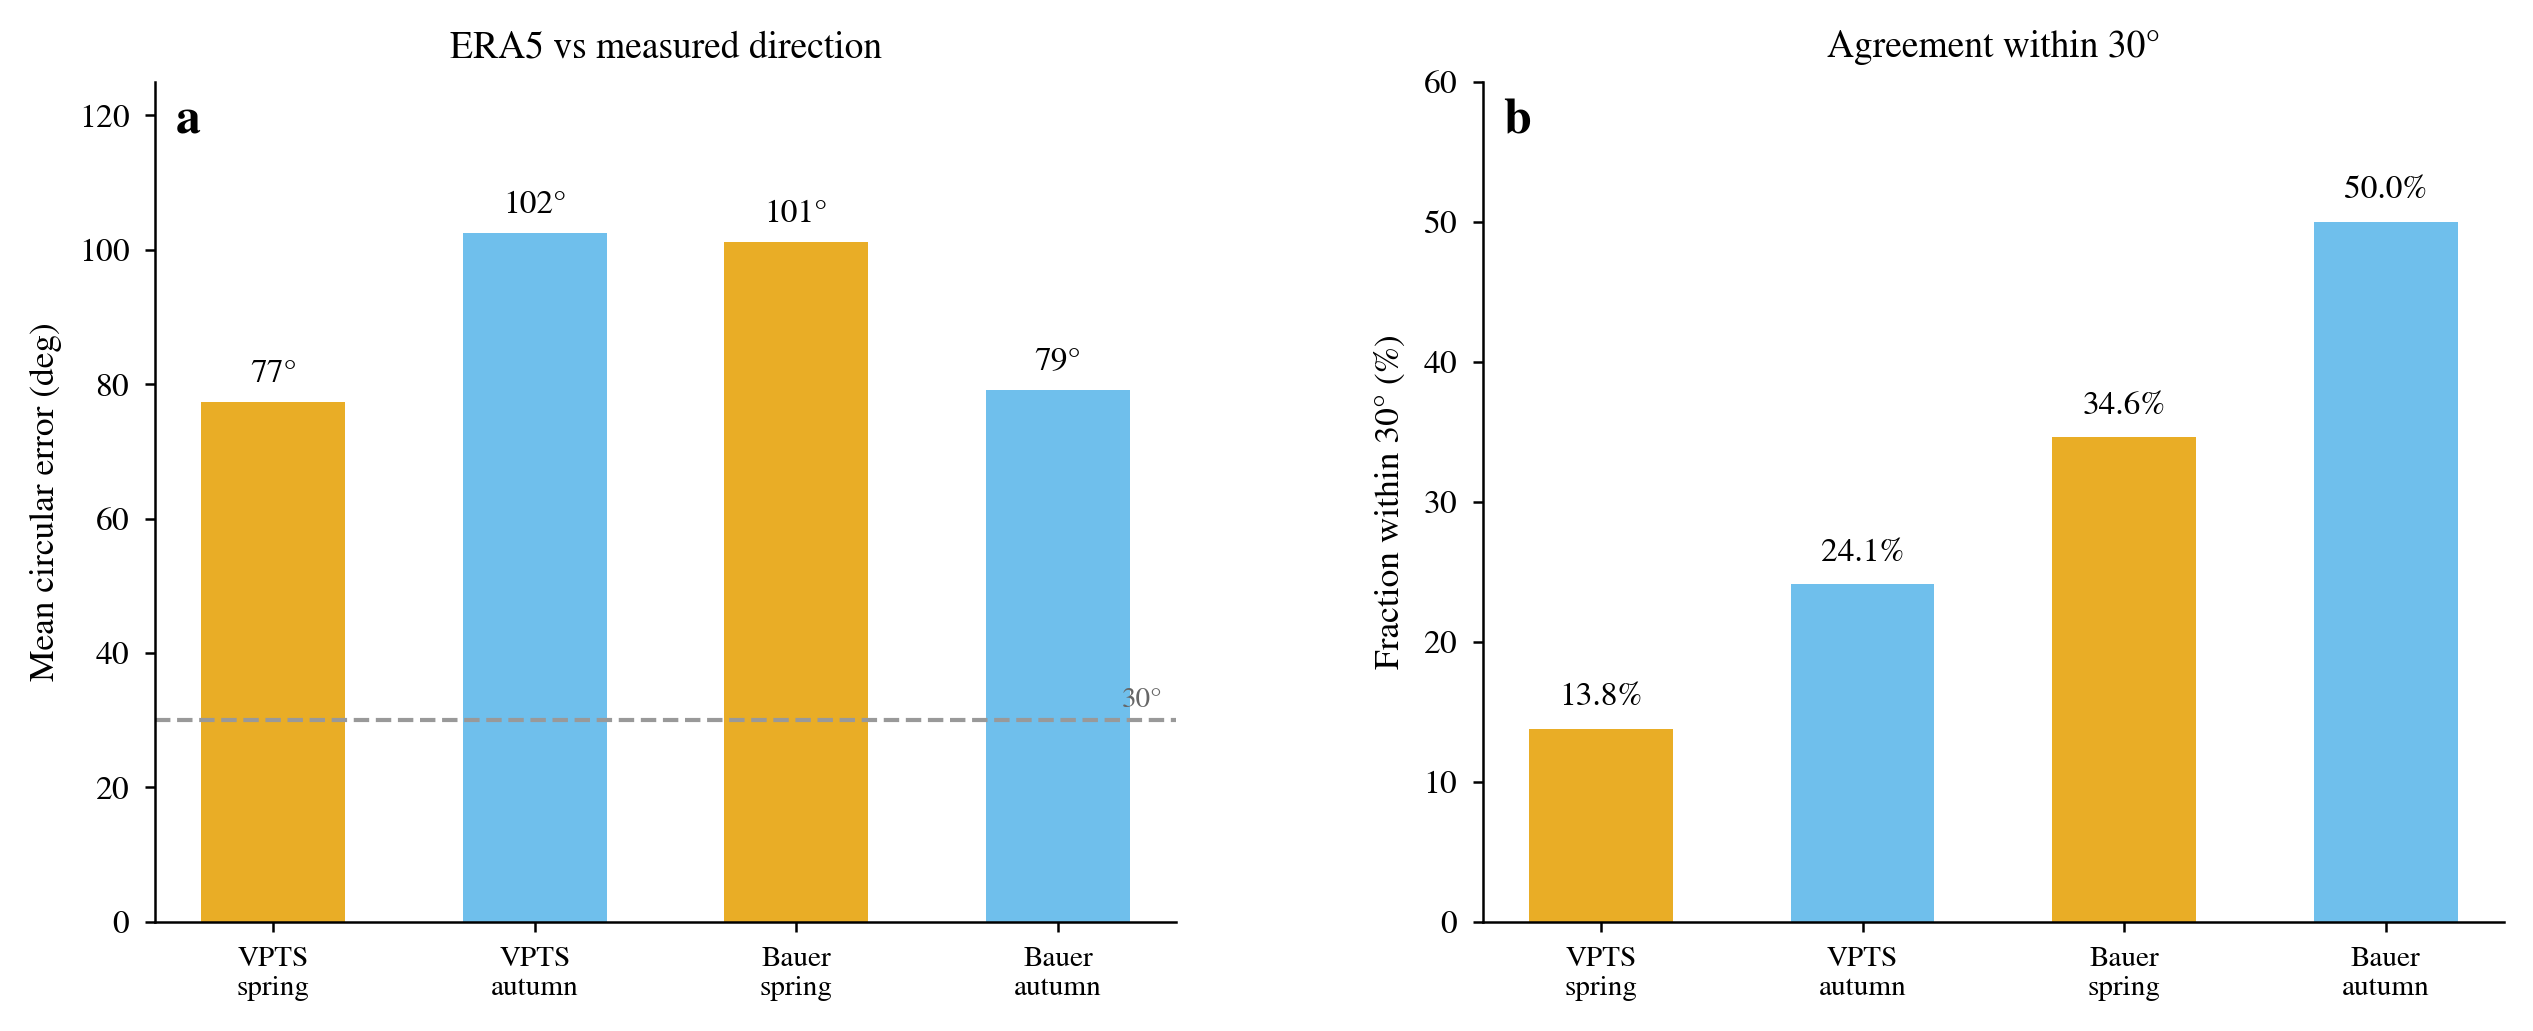 ERA5 vs measured direction
a
Mean circular error (deg)
120
100
80
60
40
20
0
77°
102°
101°
79°
30°
VPTS
spring
VPTS
autumn
Bauer
spring
Bauer
autumn
Agreement within 30°
b
Fraction within 30° (%)
60
50
40
30
20
10
0
13.8%
24.1%
34.6%
50.0%
VPTS
spring
VPTS
autumn
Bauer
spring
Bauer
autumn